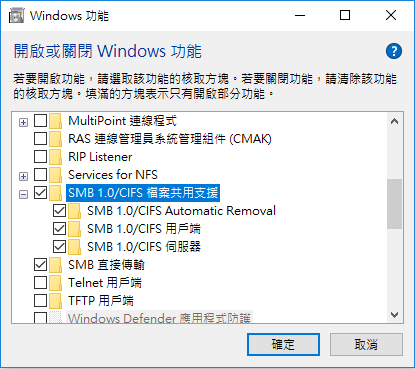 Windows 功能
開啟或關閉 Windows 功能
?
若要開啟功能，請選取該功能的核取方塊。若要關閉功能，請清除該功能
的核取方塊。填滿的方塊表示只有開啟部分功能。
MultiPoint 連線程式
RAS 連線管理員系統管理組件 (CMAK)
RIP Listener
Services for NFS
SMB 1.0/CIFS 檔案共用支援
SMB 1.0/CIFS Automatic Removal
SMB 1.0/CIFS 用戶端
SMB 1.0/CIFS 伺服器
SMB 直接傳輸
Telnet 用戶端
TFTP 用戶端
Windows Defender 應用程式防護
確定
取消